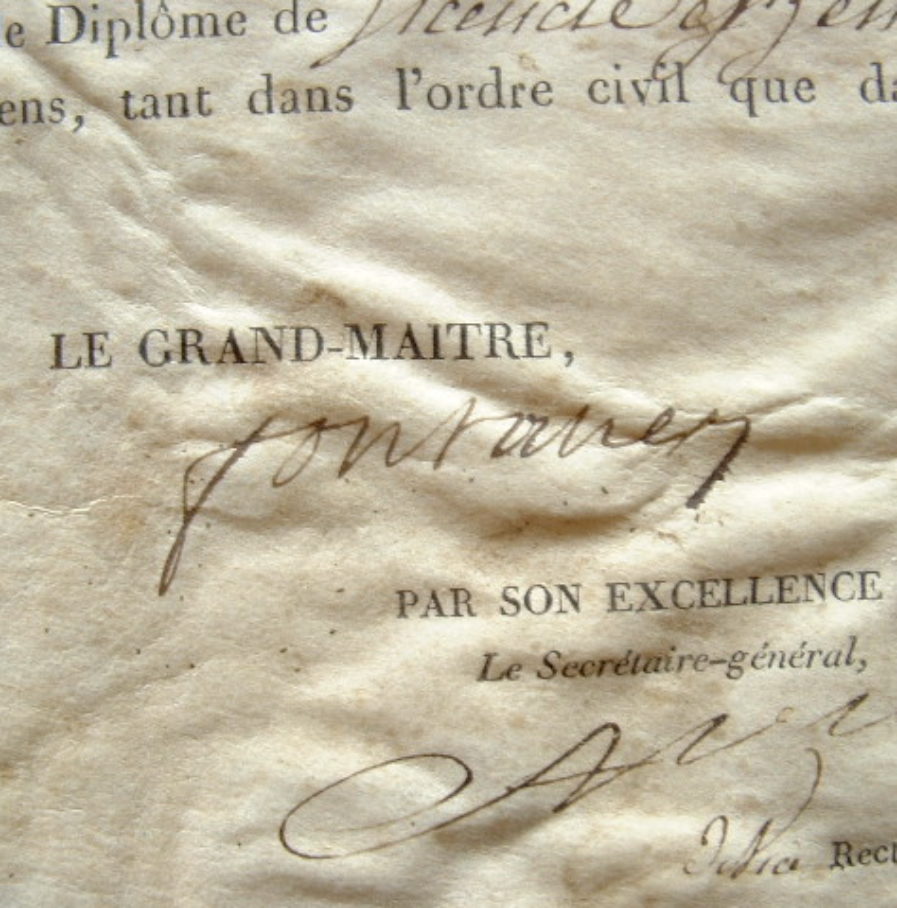 e Diplôme de Licencié
ens, tant dans l'ordre civil que da
LE GRAND-MAITRE,
fontanes
PAR SON EXCELLENCE
Le Secrétaire-général,
Rect